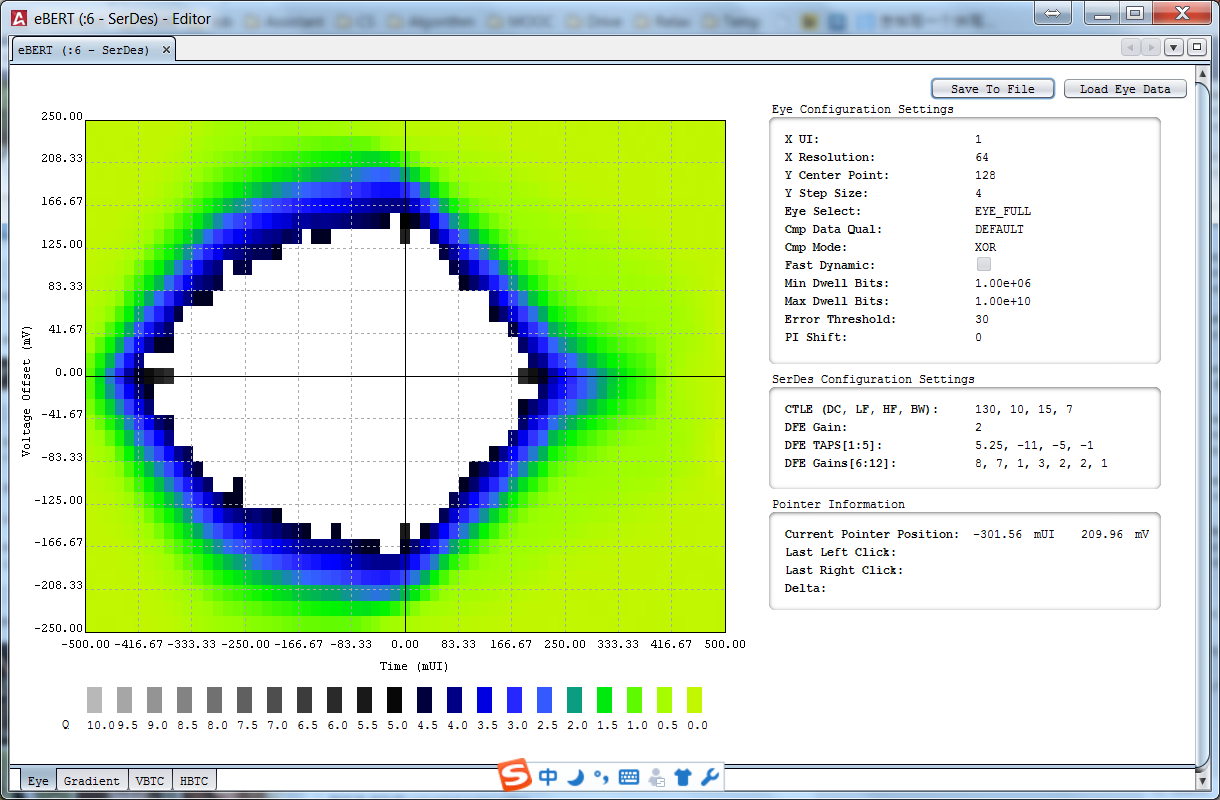 eBERT (:6 - SerDes) - Editor
eBERT (:6 - SerDes) ×
Save To File
Load Eye Data
Eye Configuration Settings
X UI: 1
X Resolution: 64
Y Center Point: 128
Y Step Size: 4
Eye Select: EYE_FULL
Cmp Data Qual: DEFAULT
Cmp Mode: XOR
Fast Dynamic:
Min Dwell Bits: 1.00e+06
Max Dwell Bits: 1.00e+10
Error Threshold: 30
PI Shift: 0
SerDes Configuration Settings
CTLE (DC, LF, HF, BW): 130, 10, 15, 7
DFE Gain: 2
DFE TAPS[1:5]: 5.25, -11, -5, -1
DFE Gains[6:12]: 8, 7, 1, 3, 2, 2, 1
Pointer Information
Current Pointer Position: -301.56 mUI 209.96 mV
Last Left Click:
Last Right Click:
Delta:
Voltage Offset (mV)
250.00
208.33
166.67
125.00
83.33
41.67
0.00
-41.67
-83.33
-125.00
-166.67
-208.33
-250.00
-500.00 -416.67 -333.33 -250.00 -166.67 -83.33 0.00 83.33 166.67 250.00 333.33 416.67 500.00
Time (mUI)
Q 10.0 9.5 9.0 8.5 8.0 7.5 7.0 6.5 6.0 5.5 5.0 4.5 4.0 3.5 3.0 2.5 2.0 1.5 1.0 0.5 0.0
Eye Gradient VBTC HBTC
中